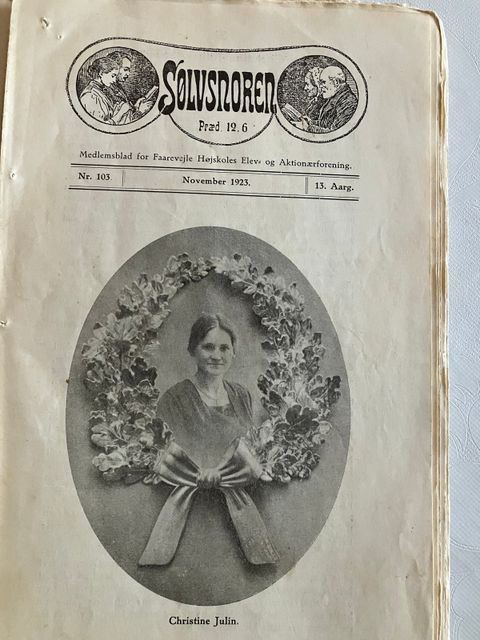 SØLVSNOREN
Præd. 12.6
Medlemsblad for Faarevejle Højskoles Elev- og Aktionærforening.
Nr. 103
November 1923.
13. Aarg.
Christine Julin.